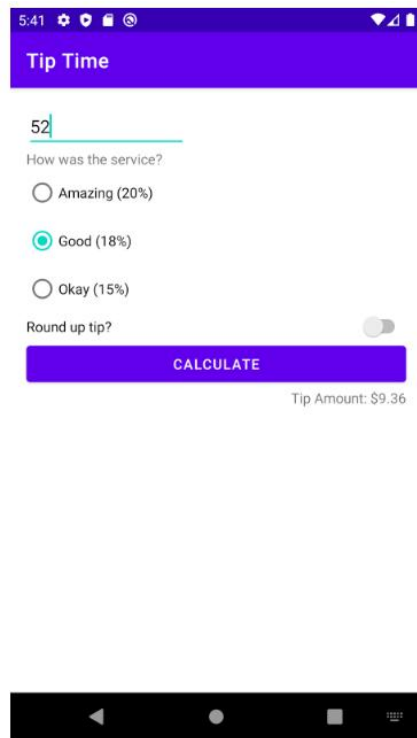 5:41
Tip Time
52
How was the service?
Amazing (20%)
Good (18%)
Okay (15%)
Round up tip?
CALCULATE
Tip Amount: $9.36